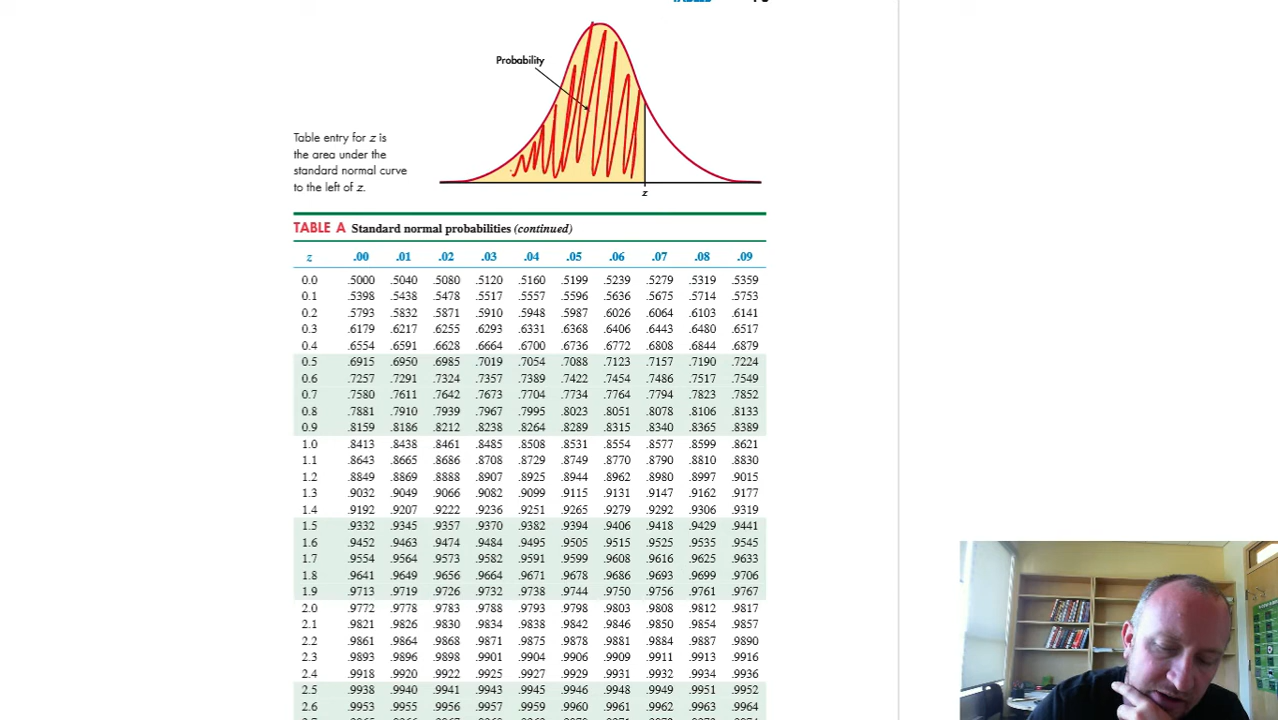 Probability
Table entry for z is
the area under the
standard normal curve
to the left of z.
z
TABLE A Standard normal probabilities (continued)
z .00 .01 .02 .03 .04 .05 .06 .07 .08 .09
0.0 .5000 .5040 .5080 .5120 .5160 .5199 .5239 .5279 .5319 .5359
0.1 .5398 .5438 .5478 .5517 .5557 .5596 .5636 .5675 .5714 .5753
0.2 .5793 .5832 .5871 .5910 .5948 .5987 .6026 .6064 .6103 .6141
0.3 .6179 .6217 .6255 .6293 .6331 .6368 .6406 .6443 .6480 .6517
0.4 .6554 .6591 .6628 .6664 .6700 .6736 .6772 .6808 .6844 .6879
0.5 .6915 .6950 .6985 .7019 .7054 .7088 .7123 .7157 .7190 .7224
0.6 .7257 .7291 .7324 .7357 .7389 .7422 .7454 .7486 .7517 .7549
0.7 .7580 .7611 .7642 .7673 .7704 .7734 .7764 .7794 .7823 .7852
0.8 .7881 .7910 .7939 .7967 .7995 .8023 .8051 .8078 .8106 .8133
0.9 .8159 .8186 .8212 .8238 .8264 .8289 .8315 .8340 .8365 .8389
1.0 .8413 .8438 .8461 .8485 .8508 .8531 .8554 .8577 .8599 .8621
1.1 .8643 .8665 .8686 .8708 .8729 .8749 .8770 .8790 .8810 .8830
1.2 .8849 .8869 .8888 .8907 .8925 .8944 .8962 .8980 .8997 .9015
1.3 .9032 .9049 .9066 .9082 .9099 .9115 .9131 .9147 .9162 .9177
1.4 .9192 .9207 .9222 .9236 .9251 .9265 .9279 .9292 .9306 .9319
1.5 .9332 .9345 .9357 .9370 .9382 .9394 .9406 .9418 .9429 .9441
1.6 .9452 .9463 .9474 .9484 .9495 .9505 .9515 .9525 .9535 .9545
1.7 .9554 .9564 .9573 .9582 .9591 .9599 .9608 .9616 .9625 .9633
1.8 .9641 .9649 .9656 .9664 .9671 .9678 .9686 .9693 .9699 .9706
1.9 .9713 .9719 .9726 .9732 .9738 .9744 .9750 .9756 .9761 .9767
2.0 .9772 .9778 .9783 .9788 .9793 .9798 .9803 .9808 .9812 .9817
2.1 .9821 .9826 .9830 .9834 .9838 .9842 .9846 .9850 .9854 .9857
2.2 .9861 .9864 .9868 .9871 .9875 .9878 .9881 .9884 .9887 .9890
2.3 .9893 .9896 .9898 .9901 .9904 .9906 .9909 .9911 .9913 .9916
2.4 .9918 .9920 .9922 .9925 .9927 .9929 .9931 .9932 .9934 .9936
2.5 .9938 .9940 .9941 .9943 .9945 .9946 .9948 .9949 .9951 .9952
2.6 .9953 .9955 .9956 .9957 .9959 .9960 .9961 .9962 .9963 .9964